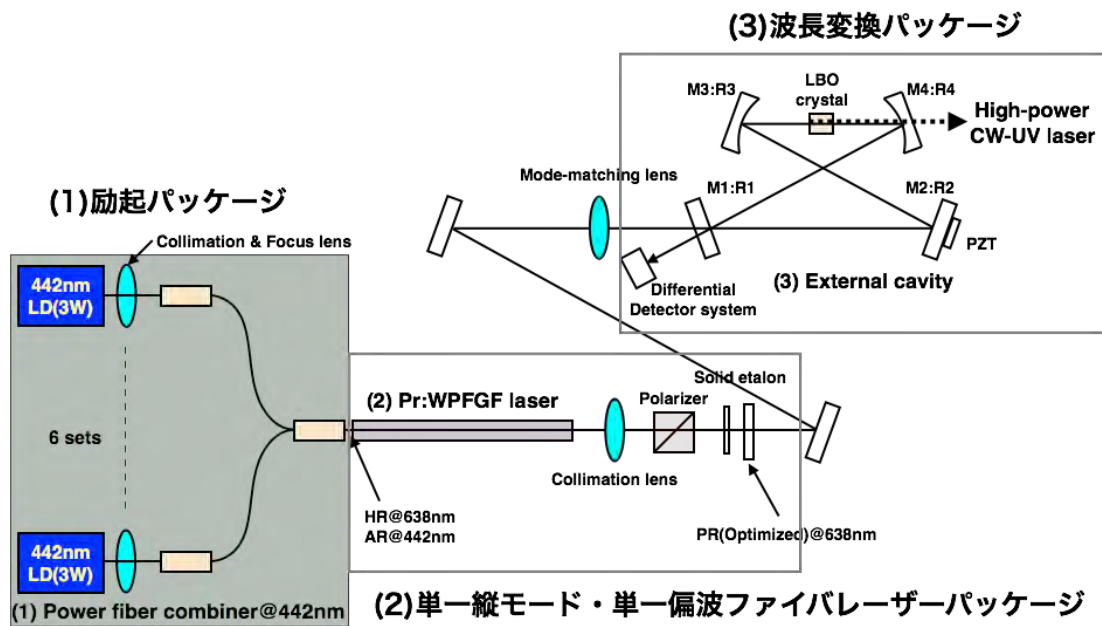 (3)波長変換パッケージ
M3:R3
LBO
crystal
M4:R4
High-power
CW-UV laser
Mode-matching lens
M1:R1
M2:R2
PZT
(3) External cavity
Differential
Detector system
(1)励起パッケージ
Collimation & Focus lens
442nm
LD(3W)
6 sets
442nm
LD(3W)
(1) Power fiber combiner@442nm
(2) Pr:WPFGF laser
Solid etalon
Polarizer
Collimation lens
HR@638nm
AR@442nm
PR(Optimized)@638nm
(2)単一縦モード・単一偏波ファイバレーザーパッケージ